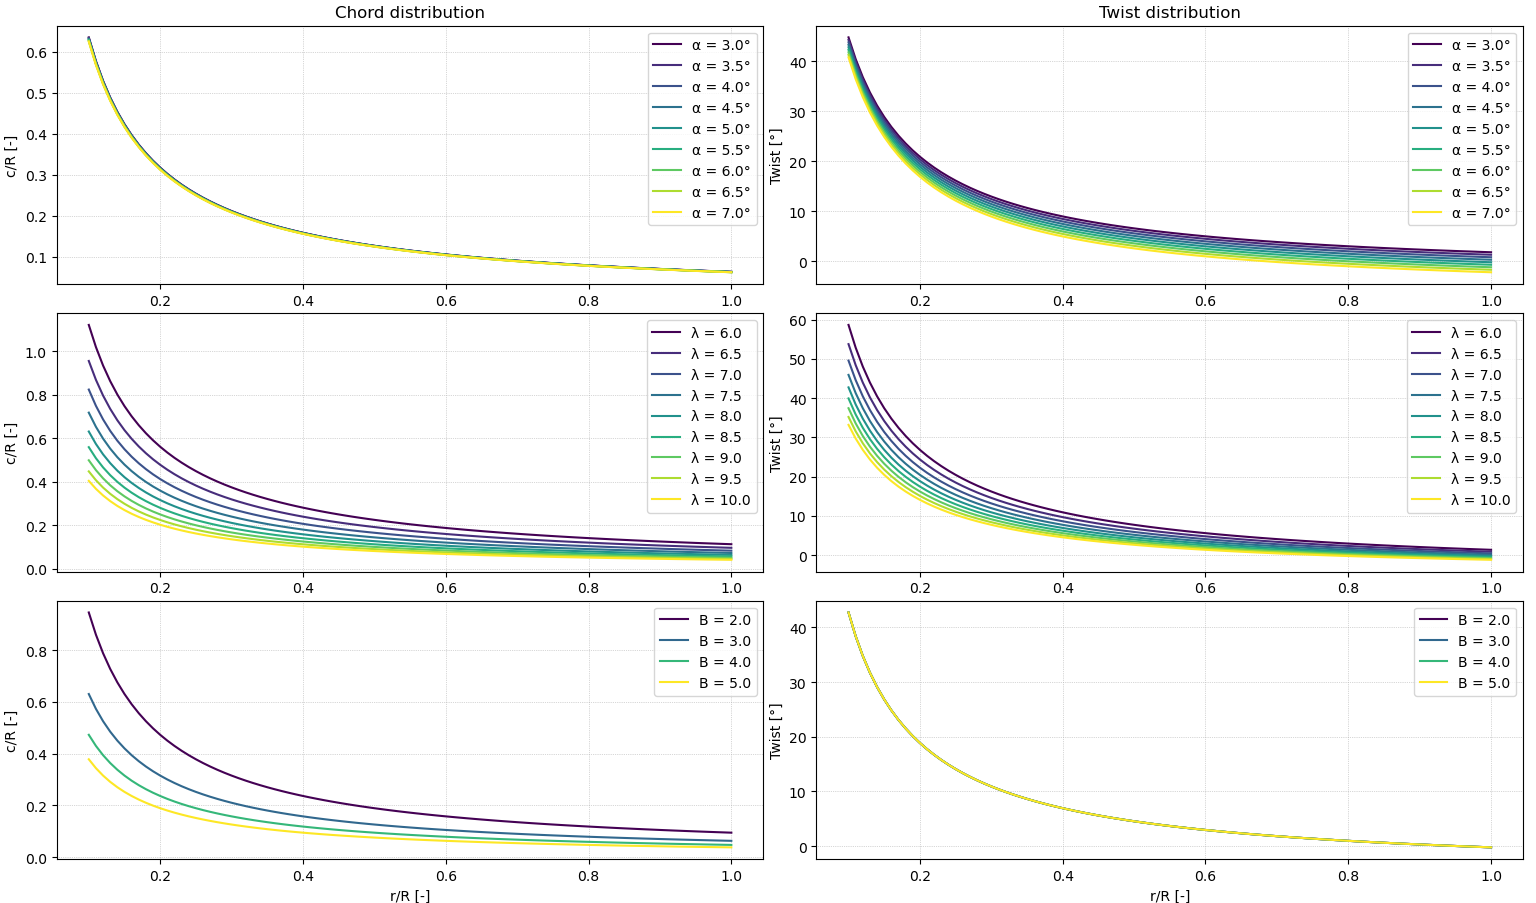 Chord distribution
c/R [-]
0.6
0.5
0.4
0.3
0.2
0.1
0.2 0.4 0.6 0.8 1.0
α = 3.0°
α = 3.5°
α = 4.0°
α = 4.5°
α = 5.0°
α = 5.5°
α = 6.0°
α = 6.5°
α = 7.0°
Twist distribution
Twist [°]
40
30
20
10
0
0.2 0.4 0.6 0.8 1.0
α = 3.0°
α = 3.5°
α = 4.0°
α = 4.5°
α = 5.0°
α = 5.5°
α = 6.0°
α = 6.5°
α = 7.0°
c/R [-]
1.0
0.8
0.6
0.4
0.2
0.0
0.2 0.4 0.6 0.8 1.0
λ = 6.0
λ = 6.5
λ = 7.0
λ = 7.5
λ = 8.0
λ = 8.5
λ = 9.0
λ = 9.5
λ = 10.0
Twist [°]
60
50
40
30
20
10
0
0.2 0.4 0.6 0.8 1.0
λ = 6.0
λ = 6.5
λ = 7.0
λ = 7.5
λ = 8.0
λ = 8.5
λ = 9.0
λ = 9.5
λ = 10.0
c/R [-]
0.8
0.6
0.4
0.2
0.0
0.2 0.4 0.6 0.8 1.0
r/R [-]
B = 2.0
B = 3.0
B = 4.0
B = 5.0
Twist [°]
40
30
20
10
0
0.2 0.4 0.6 0.8 1.0
r/R [-]
B = 2.0
B = 3.0
B = 4.0
B = 5.0